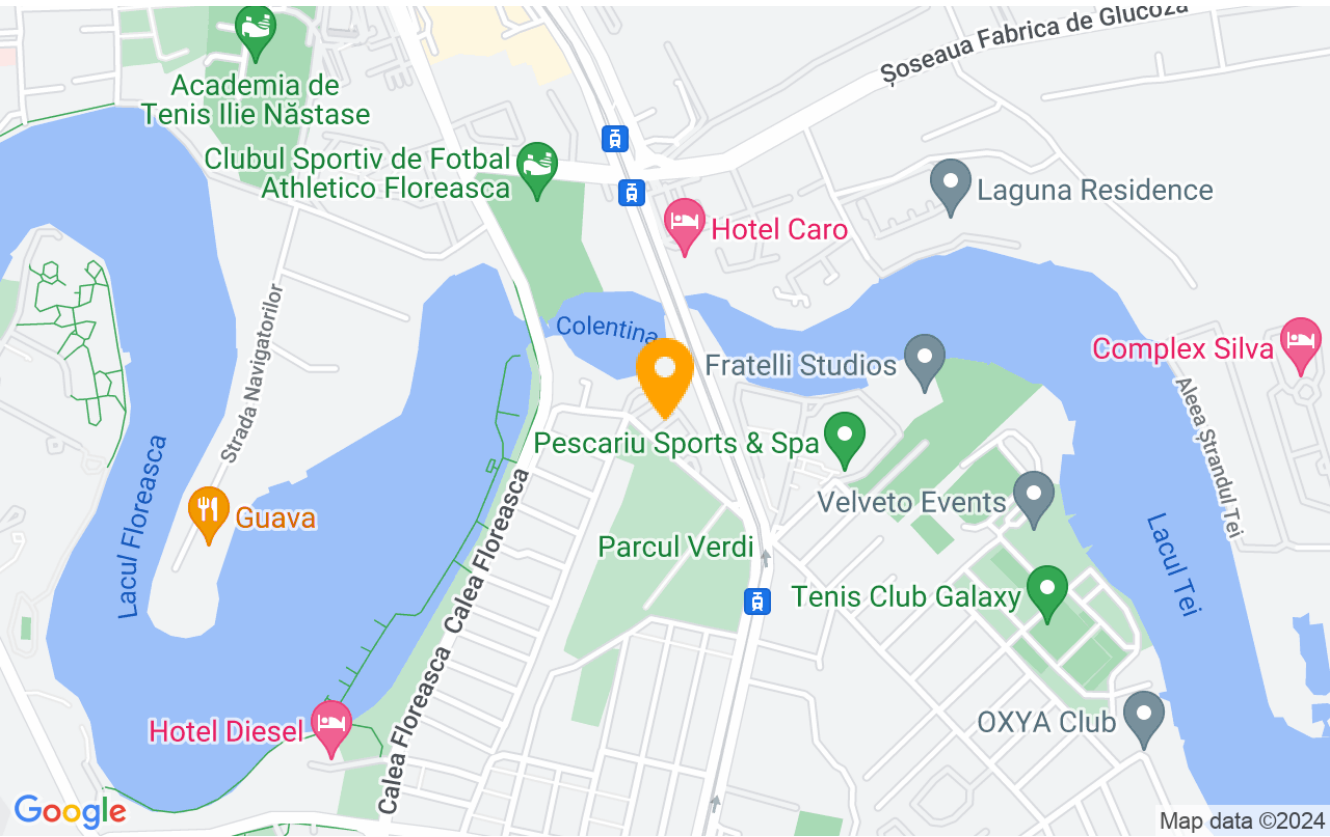 Șoseaua Fabrica de Glucoză
Academia de
Tenis Ilie Năstase
Clubul Sportiv de Fotbal
Athletico Floreasca
Laguna Residence
Hotel Caro
Colentina
Strada Navigatorilor
Fratelli Studios
Complex Silva
Aleea Ștrandul Tei
Pescariu Sports & Spa
Lacul Floreasca
Calea Floreasca
Guava
Velveto Events
Parcul Verdi
Lacul Tei
Tenis Club Galaxy
Calea Floreasca
Hotel Diesel
OXYA Club
Google
Map data ©2024